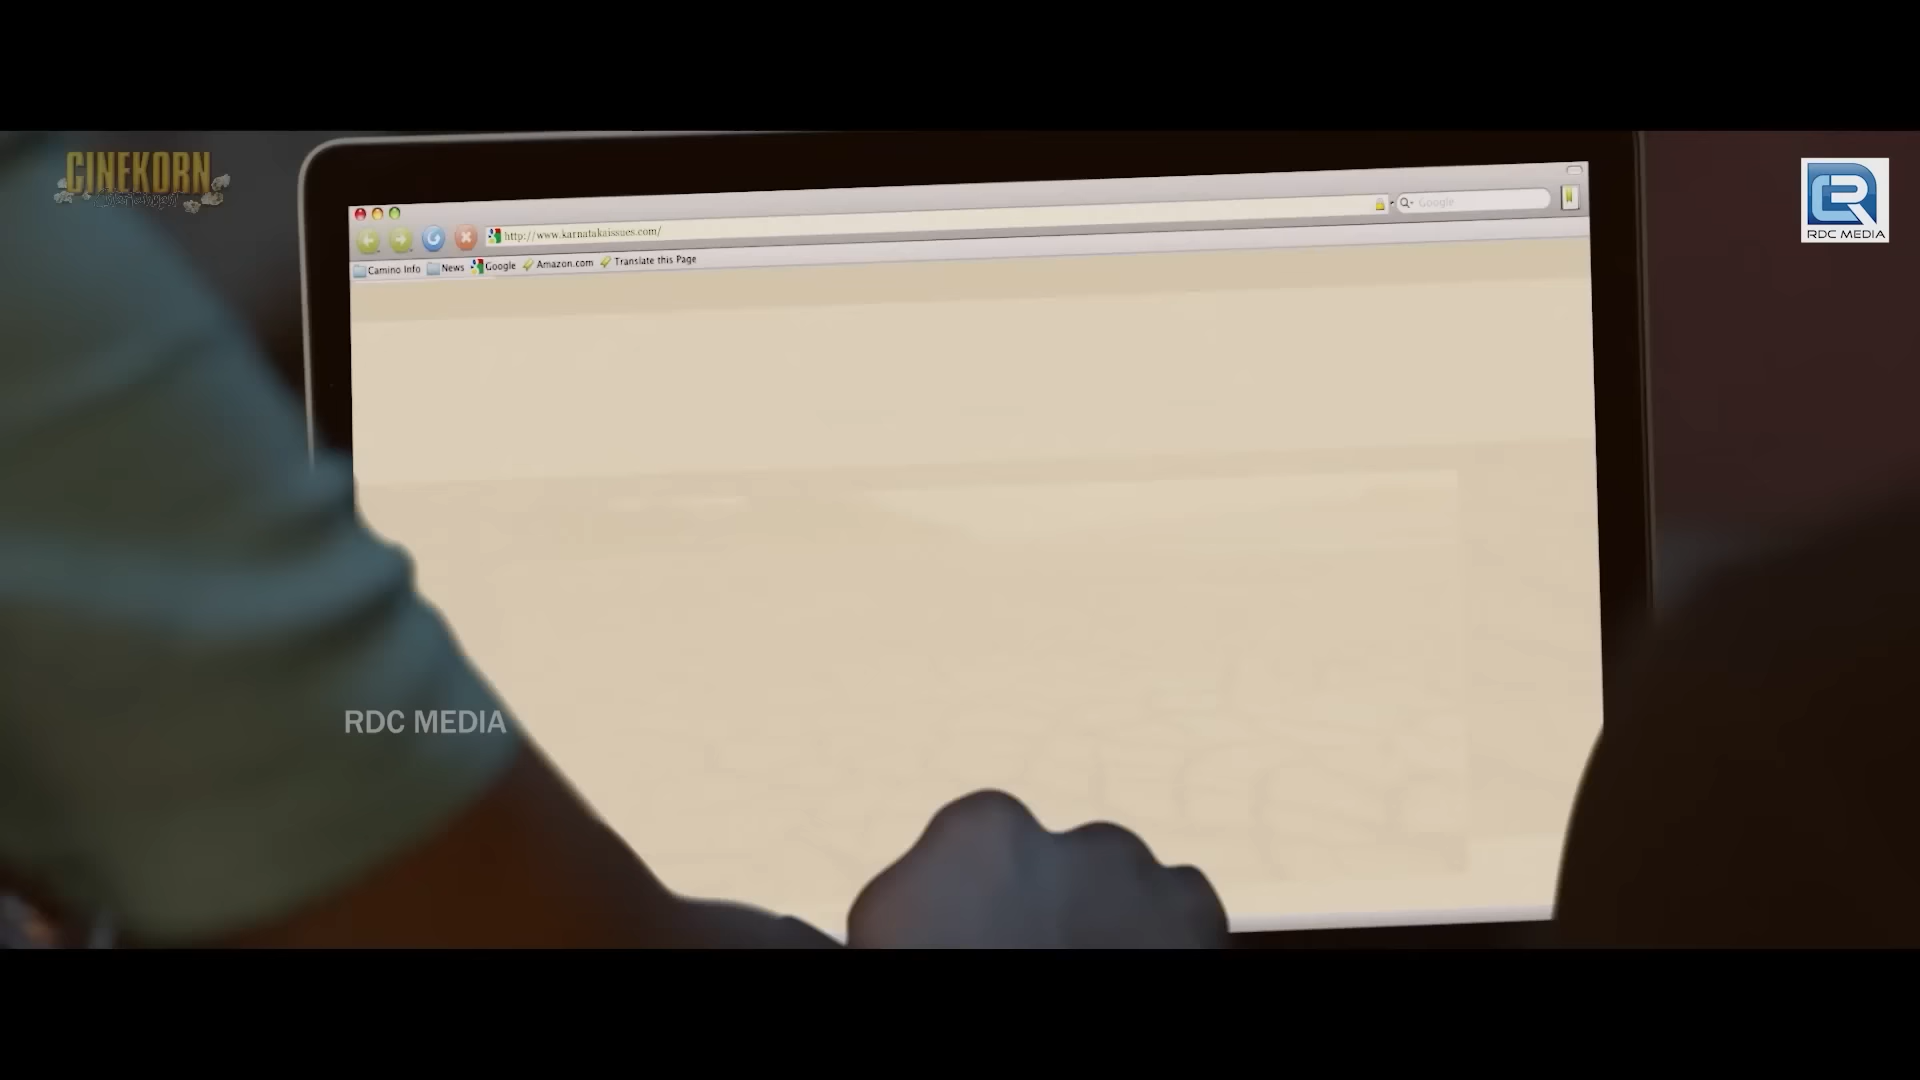 CINEKORN
Entertainment
RDC MEDIA
http://www.karnatakaissues.com/
Google
Camino Info
News
Google
Amazon.com
Translate this Page
RDC MEDIA